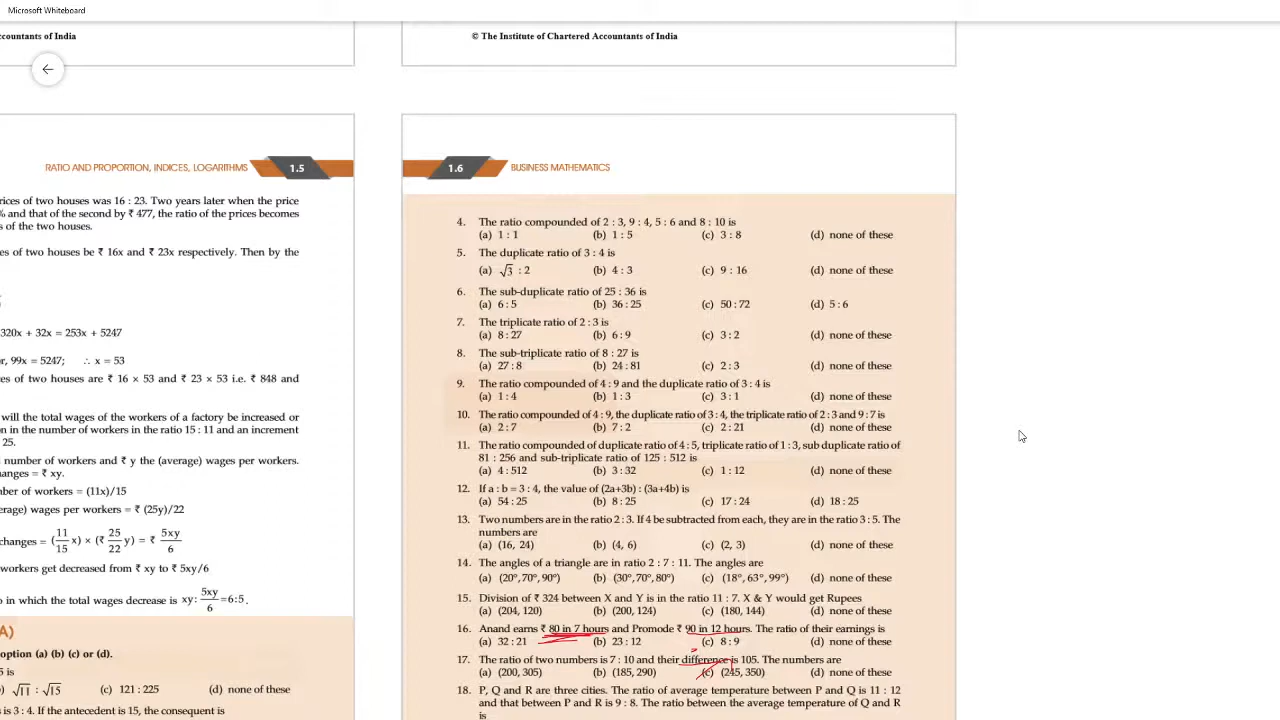 Microsoft Whiteboard
ccountants of India
© The Institute of Chartered Accountants of India
RATIO AND PROPORTION, INDICES, LOGARITHMS 1.5
rices of two houses was 16 : 23. Two years later when the price
% and that of the second by ₹ 477, the ratio of the prices becomes
s of the two houses.
es of two houses be ₹ 16x and ₹ 23x respectively. Then by the
320x + 32x = 253x + 5247
or, 99x = 5247; ∴ x = 53
es of two houses are ₹ 16 × 53 and ₹ 23 × 53 i.e. ₹ 848 and
will the total wages of the workers of a factory be increased or
on in the number of workers in the ratio 15 : 11 and an increment
25.
l number of workers and ₹ y the (average) wages per workers.
hanges = ₹ xy.
mber of workers = (11x)/15
erage) wages per workers = ₹ (25y)/22
changes = (11/15 x) × (₹ 25/22 y) = ₹ 5xy/6
workers get decreased from ₹ xy to ₹ 5xy/6
o in which the total wages decrease is xy: 5xy/6 =6:5.
A)
option (a) (b) (c) or (d).
5 is
) √11 : √15 (c) 121 : 225 (d) none of these
s is 3 : 4. If the antecedent is 15, the consequent is
1.6 BUSINESS MATHEMATICS
4. The ratio compounded of 2 : 3, 9 : 4, 5 : 6 and 8 : 10 is
(a) 1 : 1 (b) 1 : 5 (c) 3 : 8 (d) none of these
5. The duplicate ratio of 3 : 4 is
(a) √3 : 2 (b) 4 : 3 (c) 9 : 16 (d) none of these
6. The sub-duplicate ratio of 25 : 36 is
(a) 6 : 5 (b) 36 : 25 (c) 50 : 72 (d) 5 : 6
7. The triplicate ratio of 2 : 3 is
(a) 8 : 27 (b) 6 : 9 (c) 3 : 2 (d) none of these
8. The sub-triplicate ratio of 8 : 27 is
(a) 27 : 8 (b) 24 : 81 (c) 2 : 3 (d) none of these
9. The ratio compounded of 4 : 9 and the duplicate ratio of 3 : 4 is
(a) 1 : 4 (b) 1 : 3 (c) 3 : 1 (d) none of these
10. The ratio compounded of 4 : 9, the duplicate ratio of 3 : 4, the triplicate ratio of 2 : 3 and 9 : 7 is
(a) 2 : 7 (b) 7 : 2 (c) 2 : 21 (d) none of these
11. The ratio compounded of duplicate ratio of 4 : 5, triplicate ratio of 1 : 3, sub duplicate ratio of
81 : 256 and sub-triplicate ratio of 125 : 512 is
(a) 4 : 512 (b) 3 : 32 (c) 1 : 12 (d) none of these
12. If a : b = 3 : 4, the value of (2a+3b) : (3a+4b) is
(a) 54 : 25 (b) 8 : 25 (c) 17 : 24 (d) 18 : 25
13. Two numbers are in the ratio 2 : 3. If 4 be subtracted from each, they are in the ratio 3 : 5. The
numbers are
(a) (16, 24) (b) (4, 6) (c) (2, 3) (d) none of these
14. The angles of a triangle are in ratio 2 : 7 : 11. The angles are
(a) (20°, 70°, 90°) (b) (30°, 70°, 80°) (c) (18°, 63°, 99°) (d) none of these
15. Division of ₹ 324 between X and Y is in the ratio 11 : 7. X & Y would get Rupees
(a) (204, 120) (b) (200, 124) (c) (180, 144) (d) none of these
16. Anand earns ₹ 80 in 7 hours and Promode ₹ 90 in 12 hours. The ratio of their earnings is
(a) 32 : 21 (b) 23 : 12 (c) 8 : 9 (d) none of these
17. The ratio of two numbers is 7 : 10 and their difference is 105. The numbers are
(a) (200, 305) (b) (185, 290) (c) (245, 350) (d) none of these
18. P, Q and R are three cities. The ratio of average temperature between P and Q is 11 : 12
and that between P and R is 9 : 8. The ratio between the average temperature of Q and R
is